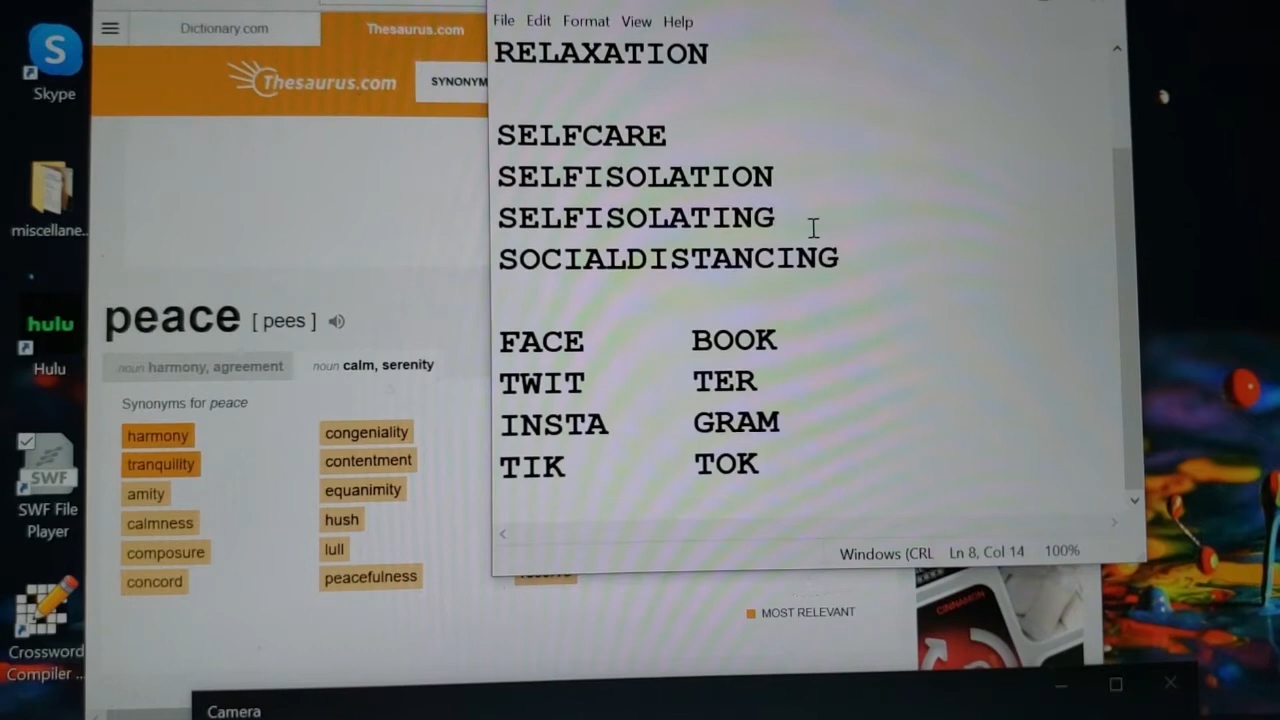 Skype
miscellane..
hulu
Hulu
SWF
SWF File
Player
Crossword
Compiler ...
Dictionary.com
Thesaurus.com
Thesaurus.com
SYNONYM
peace [ pees ]
noun harmony, agreement
noun calm, serenity
Synonyms for peace
harmony
tranquility
amity
calmness
composure
concord
congeniality
contentment
equanimity
hush
lull
peacefulness
MOST RELEVANT
CINNAMON
File Edit Format View Help
RELAXATION
SELFCARE
SELFISOLATION
SELFISOLATING
SOCIALDISTANCING
FACE BOOK
TWIT TER
INSTA GRAM
TIK TOK
Windows (CRL Ln 8, Col 14 100%
Camera